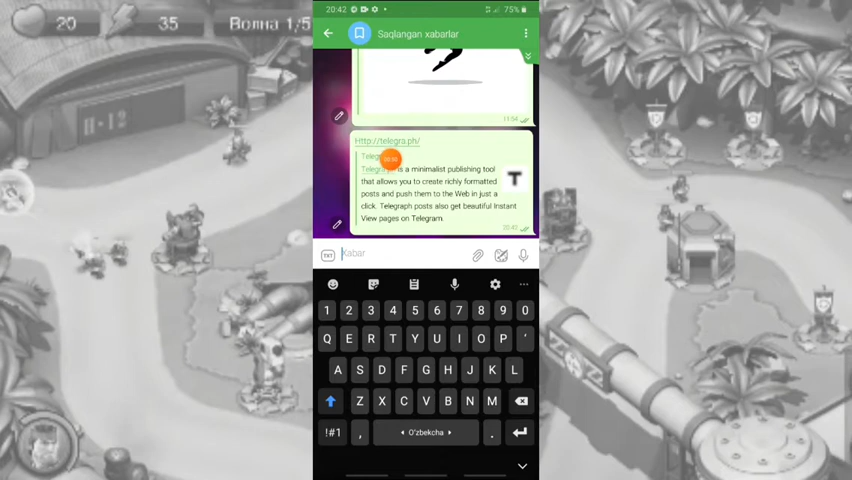 20
35
Волна 1/5
20:42
75%
Saqlangan xabarlar
11:54
Http://telegra.ph/
is a minimalist publishing tool
that allows you to create richly formatted
posts and push them to the Web in just a
click. Telegraph posts also get beautiful Instant
View pages on Telegram.
20:42
TXT
Xabar
1 2 3 4 5 6 7 8 9 0
Q E R T Y U I O P ʻ
A S D F G H J K L
Z X C V B N M
!#1 , O'zbekcha .
H-12